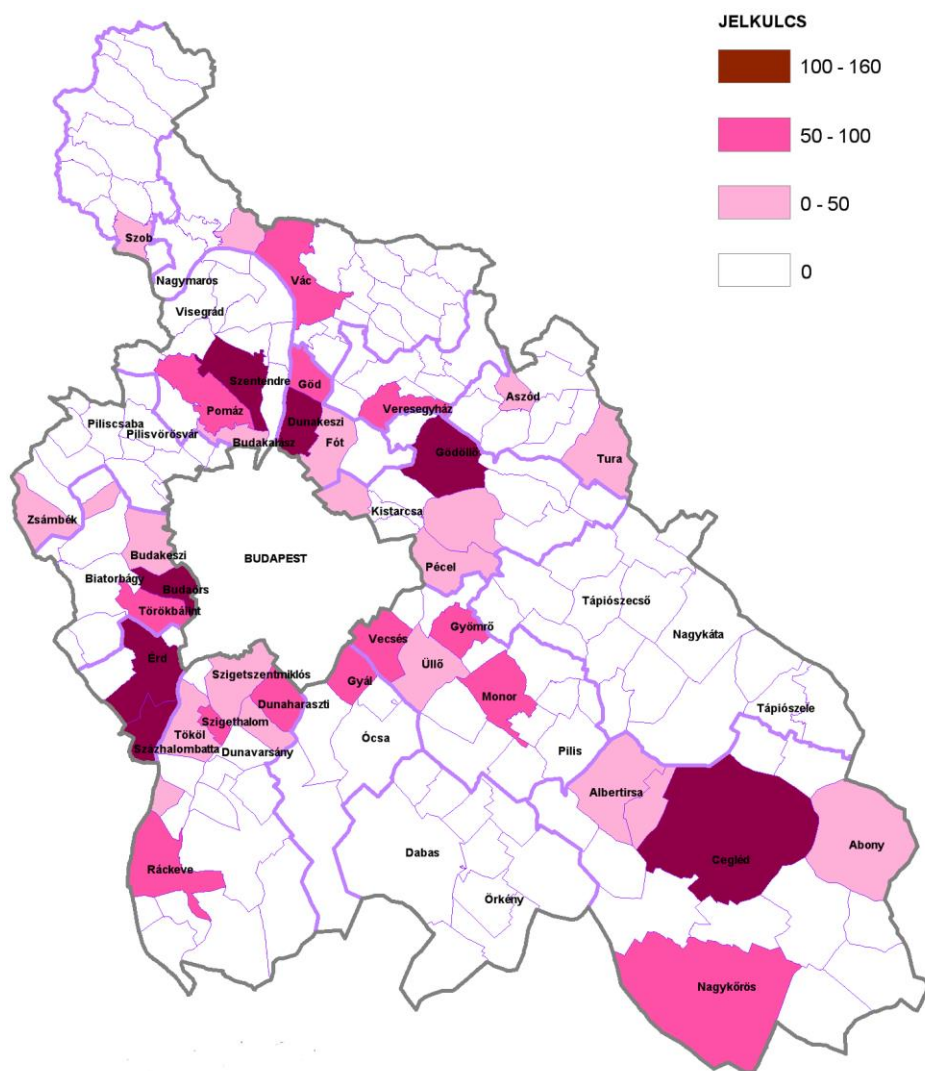 JELKULCS
100 - 160
50 - 100
0 - 50
0
Szob
Nagymaros
Vác
Visegrád
Szentendre
Göd
Aszód
Pomáz
Veresegyház
Piliscsaba
Dunakeszi
Pilisvörösvár
Budakalász
Fót
Gödöllő
Tura
Kistarcsa
Zsámbék
Budakeszi
BUDAPEST
Pécel
Biatorbágy
Budaörs
Tápiószecső
Törökbálint
Gyömrő
Vecsés
Nagykáta
Érd
Üllő
Szigetszentmiklós
Gyál
Monor
Dunaharaszti
Tápiószele
Szigethalom
Ócsa
Tököl
Százhalombatta
Dunavarsány
Pilis
Albertirsa
Abony
Dabas
Cegléd
Ráckeve
Örkény
Nagykőrös